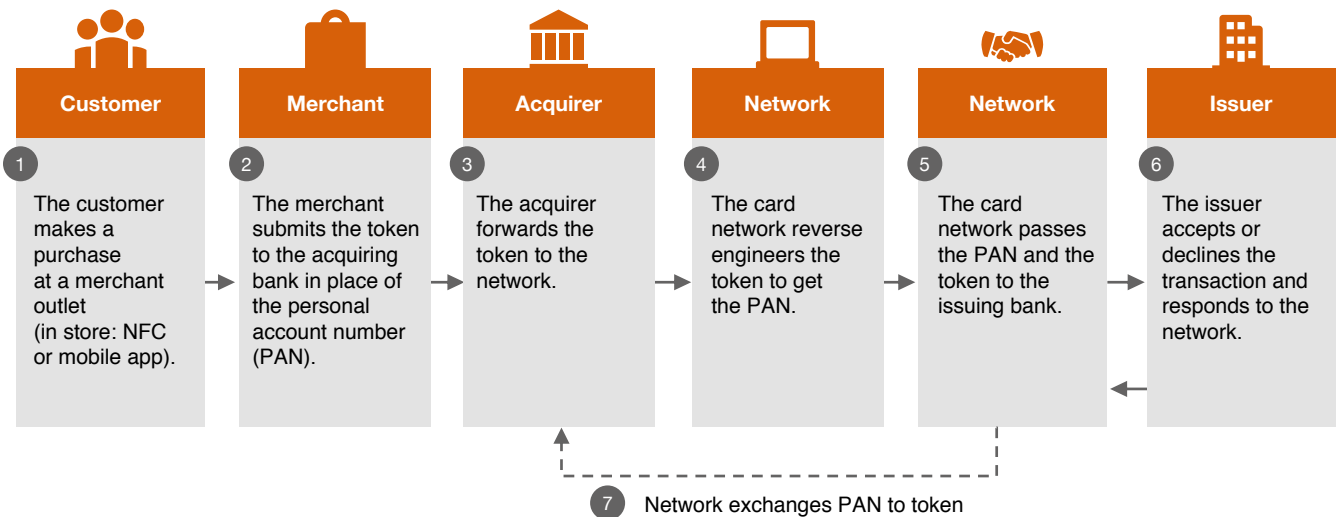 Customer
1
The customer
makes a
purchase
at a merchant
outlet
(in store: NFC
or mobile app).
Merchant
2
The merchant
submits the token
to the acquiring
bank in place of
the personal
account number
(PAN).
Acquirer
3
The acquirer
forwards the
token to the
network.
Network
4
The card
network reverse
engineers the
token to get
the PAN.
Network
5
The card
network passes
the PAN and the
token to the
issuing bank.
Issuer
6
The issuer
accepts or
declines the
transaction and
responds to the
network.
7 Network exchanges PAN to token